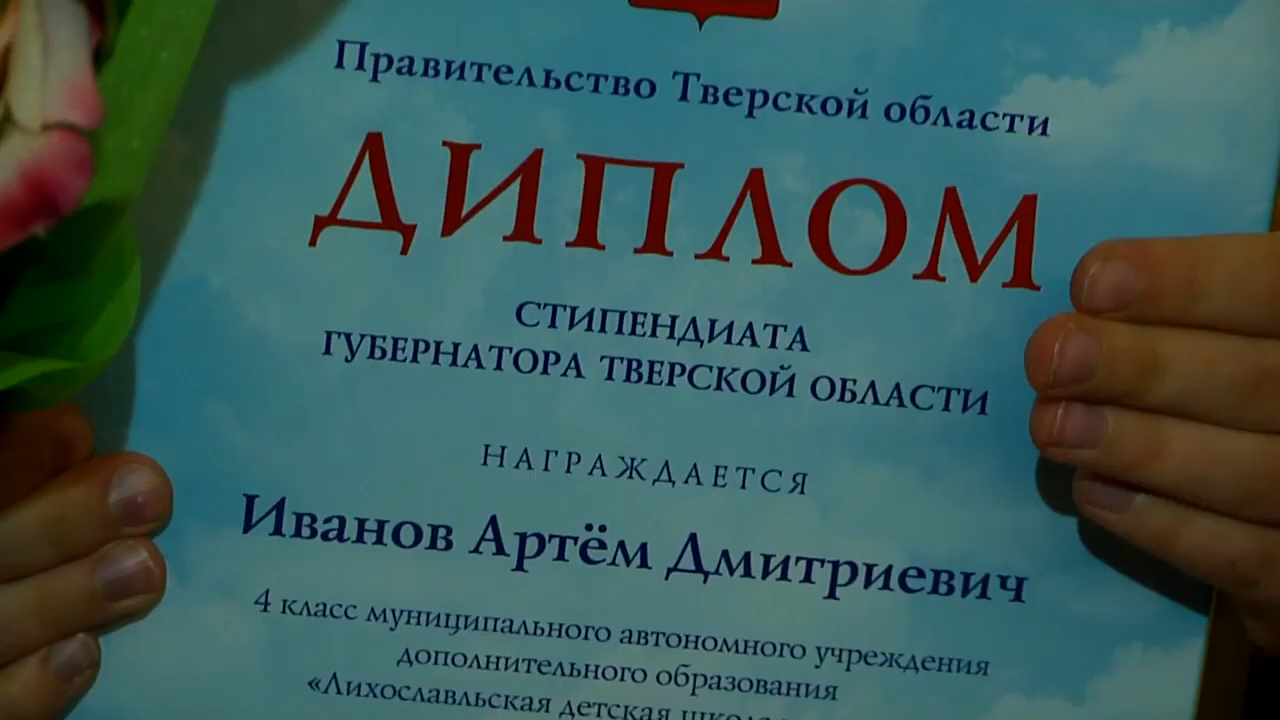 Правительство Тверской области
ДИПЛОМ
СТИПЕНДИАТА
ГУБЕРНАТОРА ТВЕРСКОЙ ОБЛАСТИ
НАГРАЖДАЕТСЯ
Иванов Артём Дмитриевич
4 класс муниципального автономного учреждения
дополнительного образования
«Лихославльская детская школа